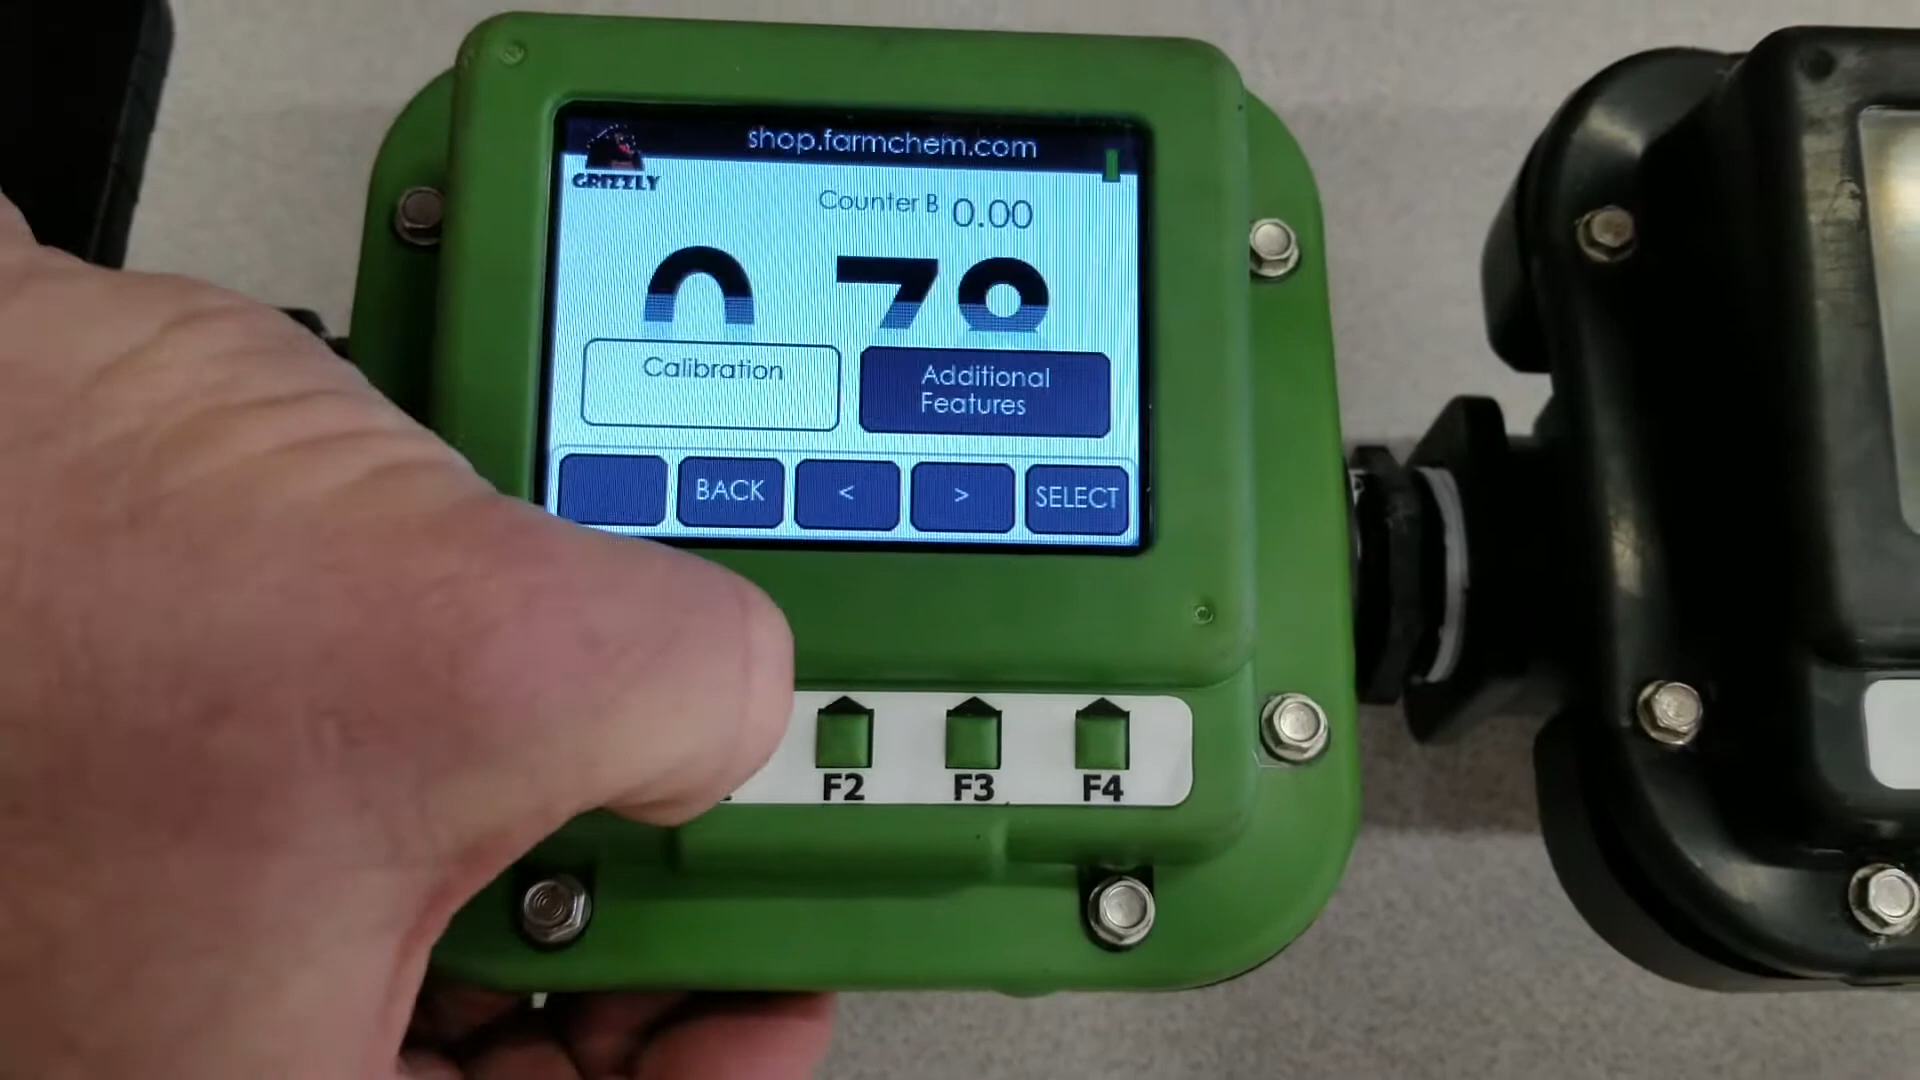 shop.farmchem.com
GRIZZLY
Counter B 0.00
Calibration
Additional
Features
BACK < > SELECT
F2 F3 F4